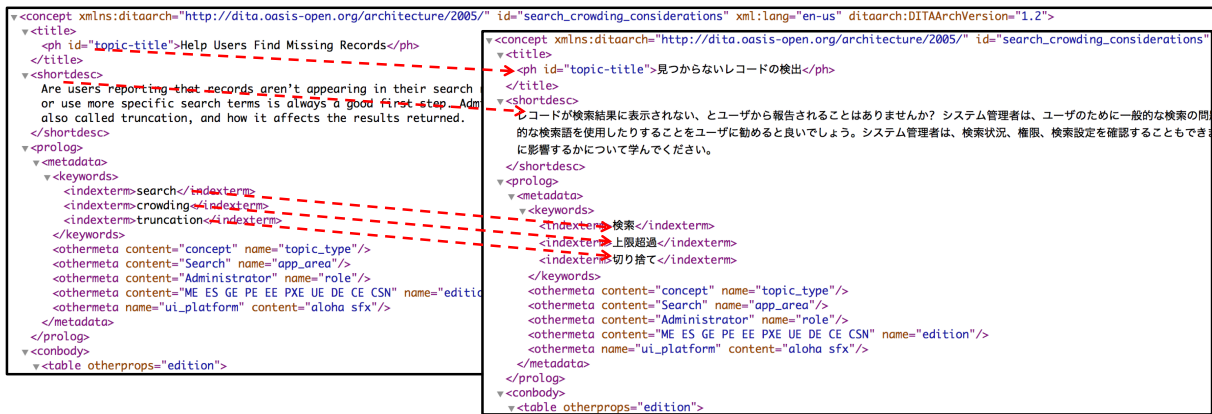 <concept xmlns:ditaarch="http://dita.oasis-open.org/architecture/2005/" id="search_crowding_considerations" xml:lang="en-us" ditaarch:DITAArchVersion="1.2">
<title>
<ph id="topic-title">Help Users Find Missing Records</ph>
</title>
<shortdesc>
Are users reporting that records aren't appearing in their search
or use more specific search terms is always a good first step.
also called truncation, and how it affects the results returned.
</shortdesc>
<prolog>
<metadata>
<keywords>
<indexterm>search</indexterm>
<indexterm>crowding</indexterm>
<indexterm>truncation</indexterm>
</keywords>
<othermeta content="concept" name="topic_type"/>
<othermeta content="Search" name="app_area"/>
<othermeta content="Administrator" name="role"/>
<othermeta content="ME ES GE PE EE PXE UE DE CE CSN" name="editio
<othermeta name="ui_platform" content="aloha sfx"/>
</metadata>
</prolog>
<conbody>
<table otherprops="edition">
<concept xmlns:ditaarch="http://dita.oasis-open.org/architecture/2005/" id="search_crowding_considerations"
<title>
<ph id="topic-title">見つからないレコードの検出</ph>
</title>
<shortdesc>
レコードが検索結果に表示されない、とユーザから報告されることはありませんか? システム管理者は、ユーザのために一般的な検索の問題
的な検索語を使用したりすることをユーザに勧めると良いでしょう。システム管理者は、検索状況、権限、検索設定を確認することもできま
に影響するかについて学んでください。
</shortdesc>
<prolog>
<metadata>
<keywords>
<indexterm>検索</indexterm>
<indexterm>上限超過</indexterm>
<indexterm>切り捨て</indexterm>
</keywords>
<othermeta content="concept" name="topic_type"/>
<othermeta content="Search" name="app_area"/>
<othermeta content="Administrator" name="role"/>
<othermeta content="ME ES GE PE EE PXE UE DE CE CSN" name="edition"/>
<othermeta name="ui_platform" content="aloha sfx"/>
</metadata>
</prolog>
<conbody>
<table otherprops="edition">